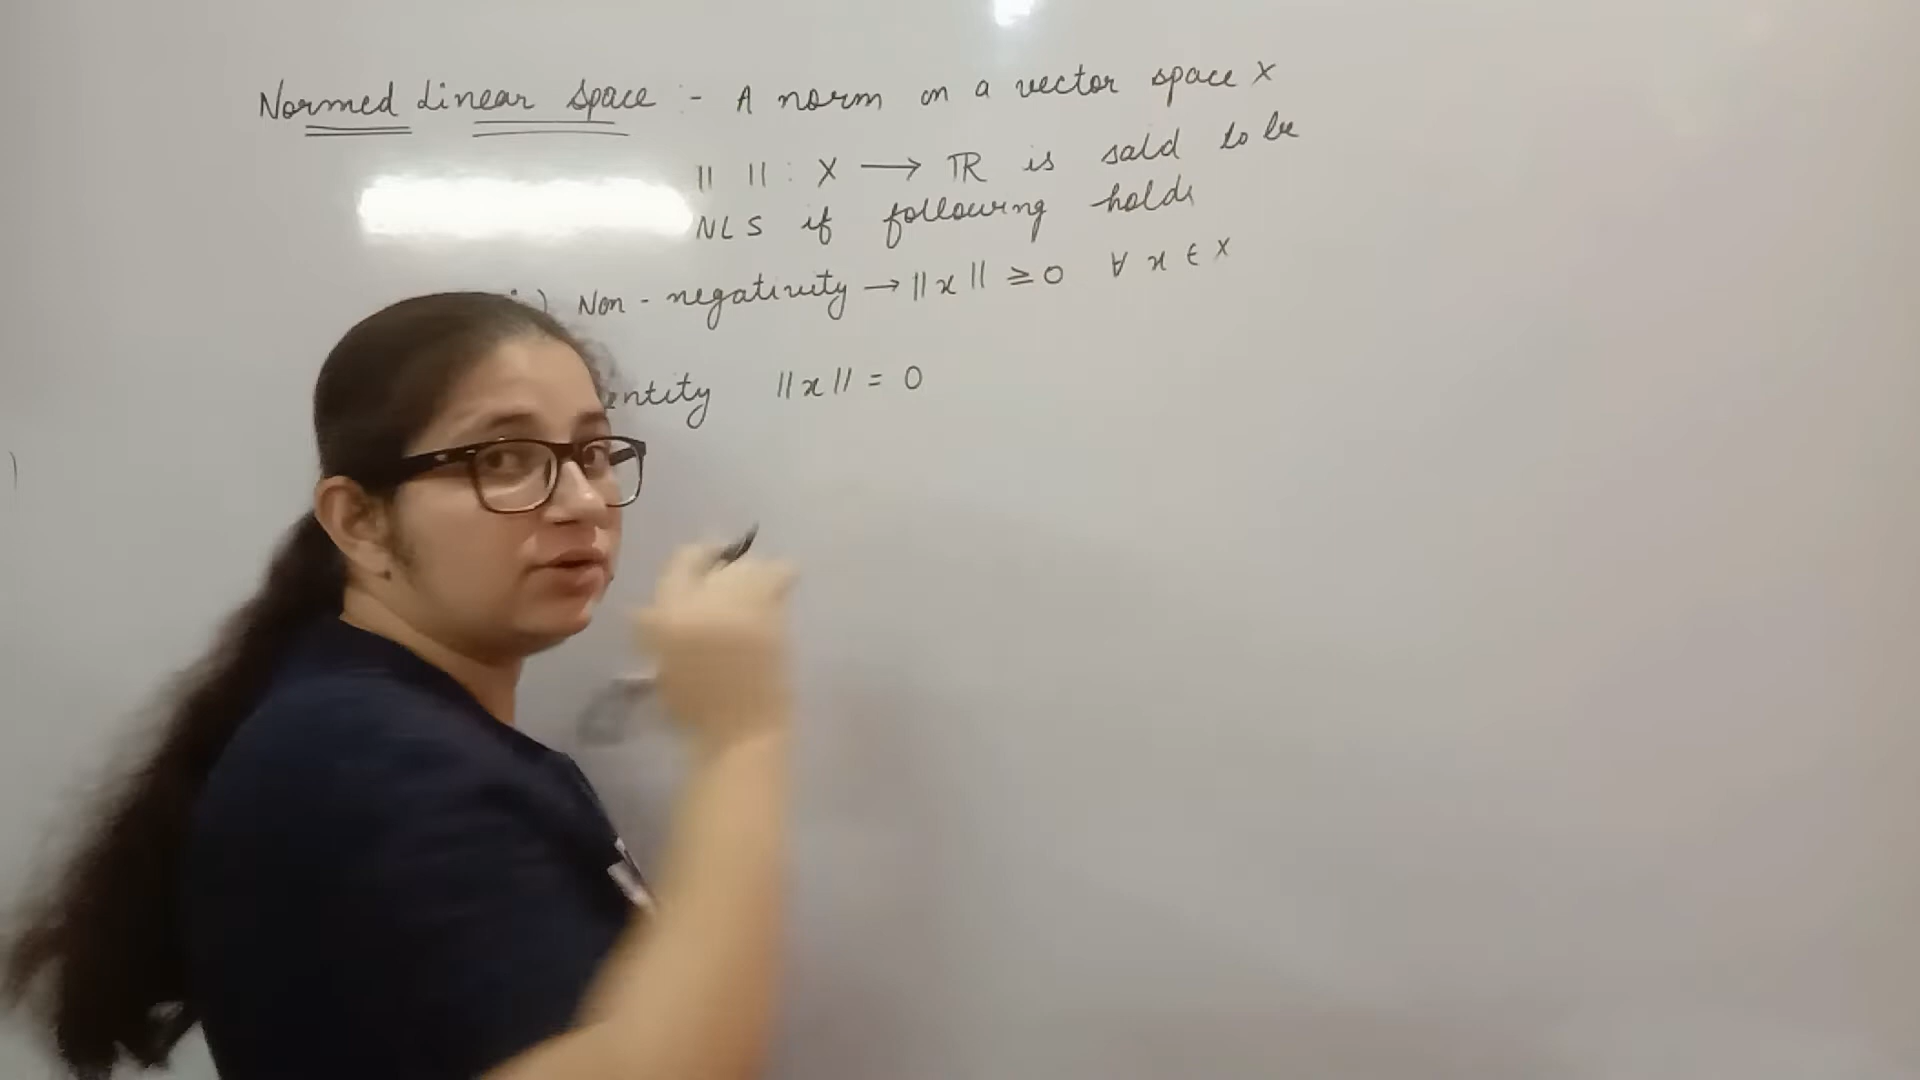 Normed Linear Space :- A norm on a vector space X
|| || : X → ℝ is said to be
NLS if following holds
i) Non-negativity → ||x|| ≥ 0 ∀ x ∈ X
entity ||x|| = 0